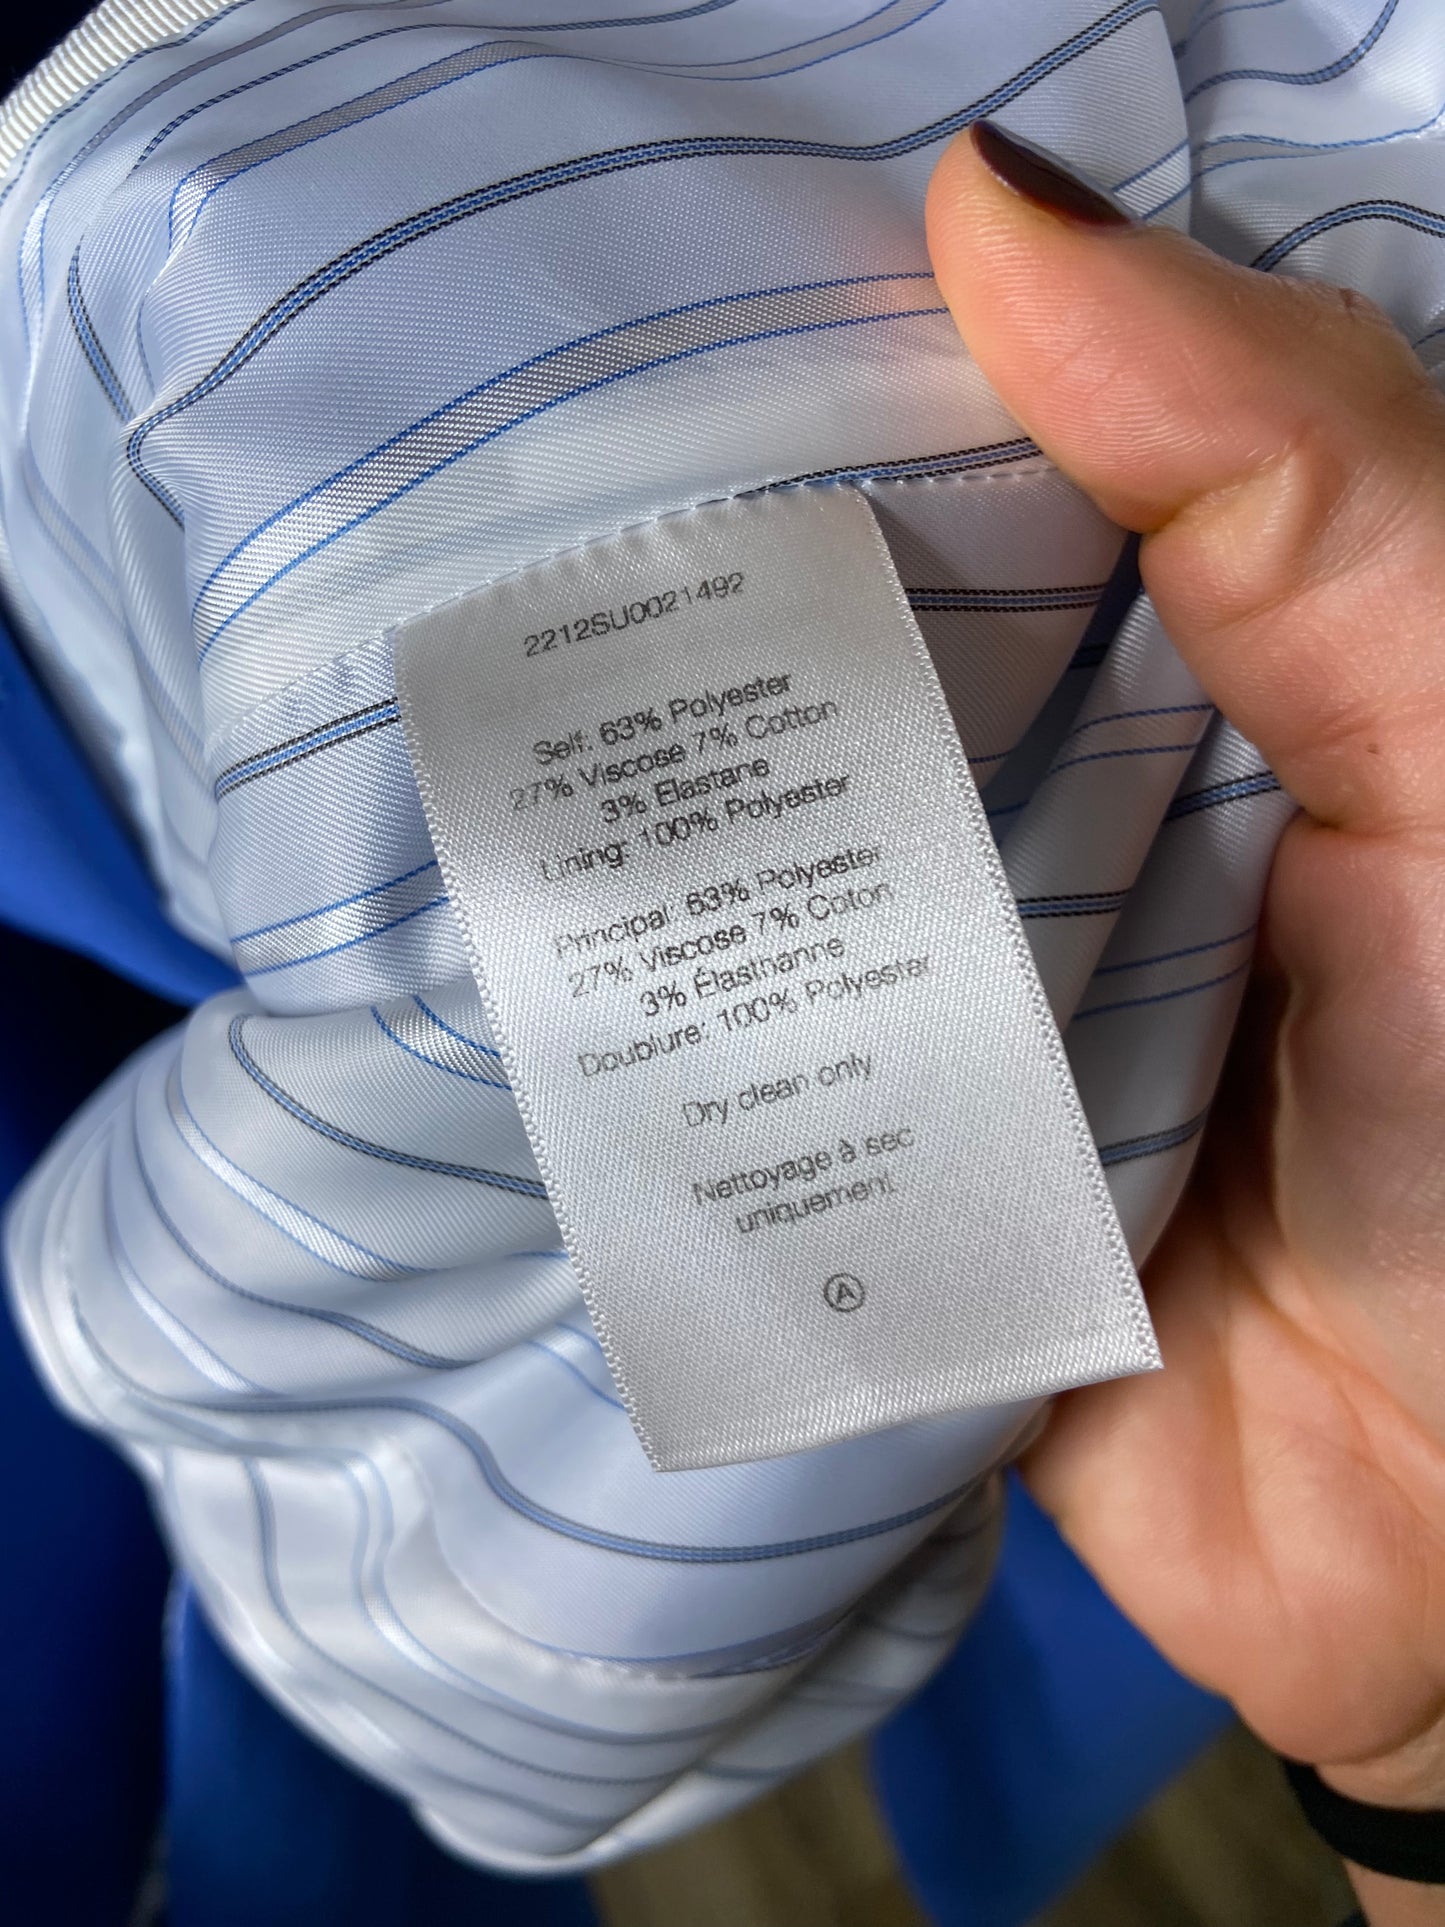 2212SU0021492
Self: 63% Polyester
27% Viscose 7% Cotton
3% Elastane
Lining: 100% Polyester
Principal: 63% Polyester
27% Viscose 7% Coton
3% Élasthanne
Doublure: 100% Polyester
Dry clean only
Nettoyage à sec
uniquement
A